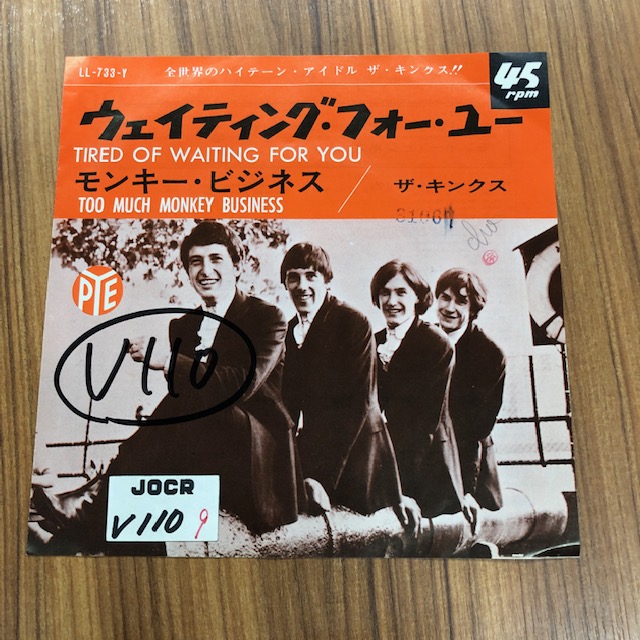 LL-733-Y 全世界のハイテーン・アイドル ザ・キンクス!!
45 rpm
ウェイティング・フォー・ユー
TIRED OF WAITING FOR YOU
モンキー・ビジネス / ザ・キンクス
TOO MUCH MONKEY BUSINESS
PYE
V110
JOCR
V110 9